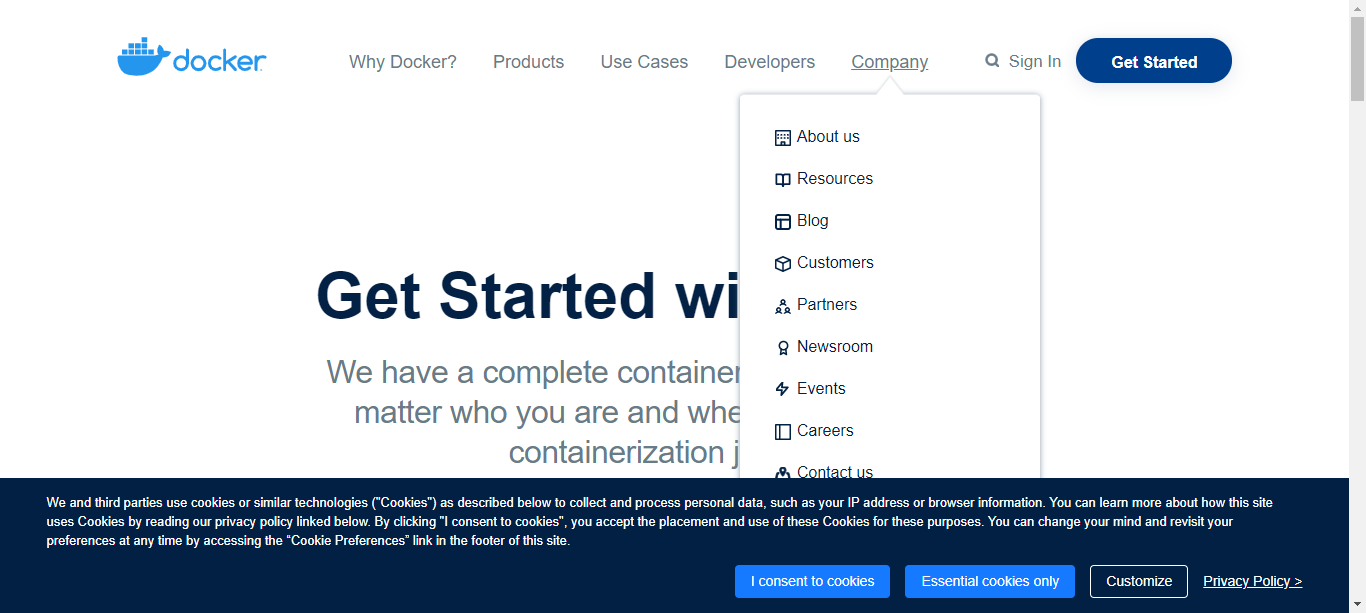 docker
Why Docker?
Products
Use Cases
Developers
Company
Sign In
Get Started
About us
Resources
Blog
Customers
Partners
Newsroom
Events
Careers
Contact us
Get Started wi
We have a complete container
matter who you are and whe
containerization j
We and third parties use cookies or similar technologies ("Cookies") as described below to collect and process personal data, such as your IP address or browser information. You can learn more about how this site
uses Cookies by reading our privacy policy linked below. By clicking "I consent to cookies", you accept the placement and use of these Cookies for these purposes. You can change your mind and revisit your
preferences at any time by accessing the “Cookie Preferences” link in the footer of this site.
I consent to cookies
Essential cookies only
Customize
Privacy Policy >